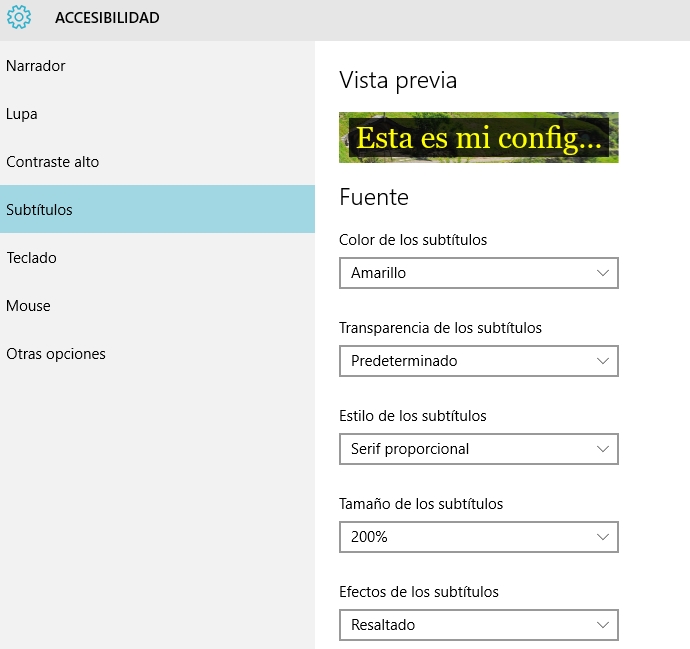 ACCESIBILIDAD
Narrador
Lupa
Contraste alto
Subtítulos
Teclado
Mouse
Otras opciones
Vista previa
Esta es mi config...
Fuente
Color de los subtítulos
Amarillo
Transparencia de los subtítulos
Predeterminado
Estilo de los subtítulos
Serif proporcional
Tamaño de los subtítulos
200%
Efectos de los subtítulos
Resaltado